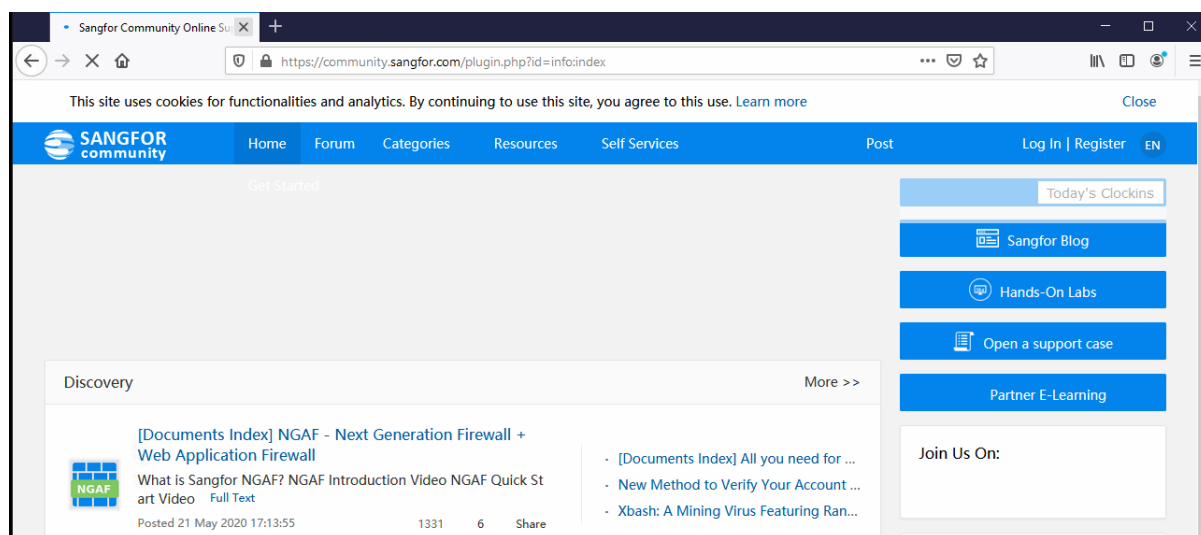 Sangfor Community Online Su
https://community.sangfor.com/plugin.php?id=info:index
This site uses cookies for functionalities and analytics. By continuing to use this site, you agree to this use. Learn more
Close
SANGFOR
community
Home
Forum
Categories
Resources
Self Services
Post
Log In | Register
EN
Get Started
Today's Clockins
Sangfor Blog
Hands-On Labs
Open a support case
Partner E-Learning
Discovery
More >>
[Documents Index] NGAF - Next Generation Firewall +
Web Application Firewall
NGAF
What is Sangfor NGAF? NGAF Introduction Video NGAF Quick St
art Video Full Text
Posted 21 May 2020 17:13:55
1331
6
Share
- [Documents Index] All you need for ...
- New Method to Verify Your Account ...
- Xbash: A Mining Virus Featuring Ran...
Join Us On: